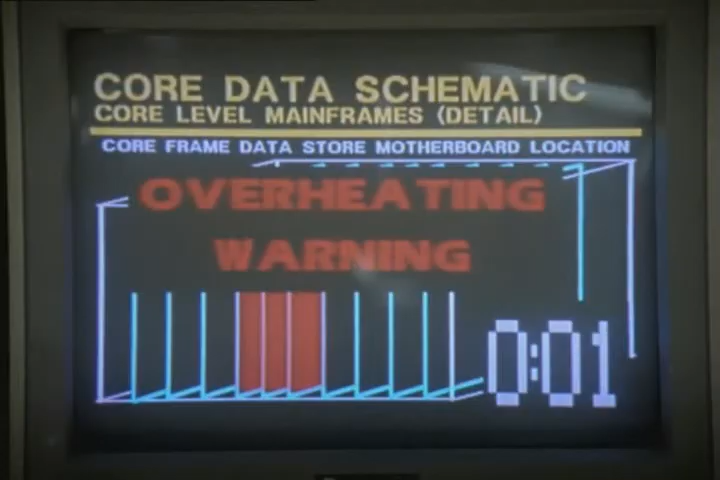 CORE DATA SCHEMATIC
CORE LEVEL MAINFRAMES (DETAIL)
CORE FRAME DATA STORE MOTHERBOARD LOCATION
OVERHEATING
WARNING
0:01